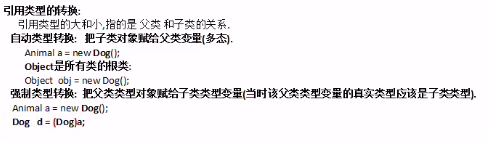 引用类型的转换:
引用类型的大和小,指的是 父类 和子类的关系.
自动类型转换: 把子类对象赋给父类变量(多态).
Animal a = new Dog();
Object是所有类的根类:
Object obj = new Dog();
强制类型转换: 把父类类型对象赋给子类类型变量(当时该父类类型变量的真实类型应该是子类类型).
Animal a = new Dog();
Dog d = (Dog)a;